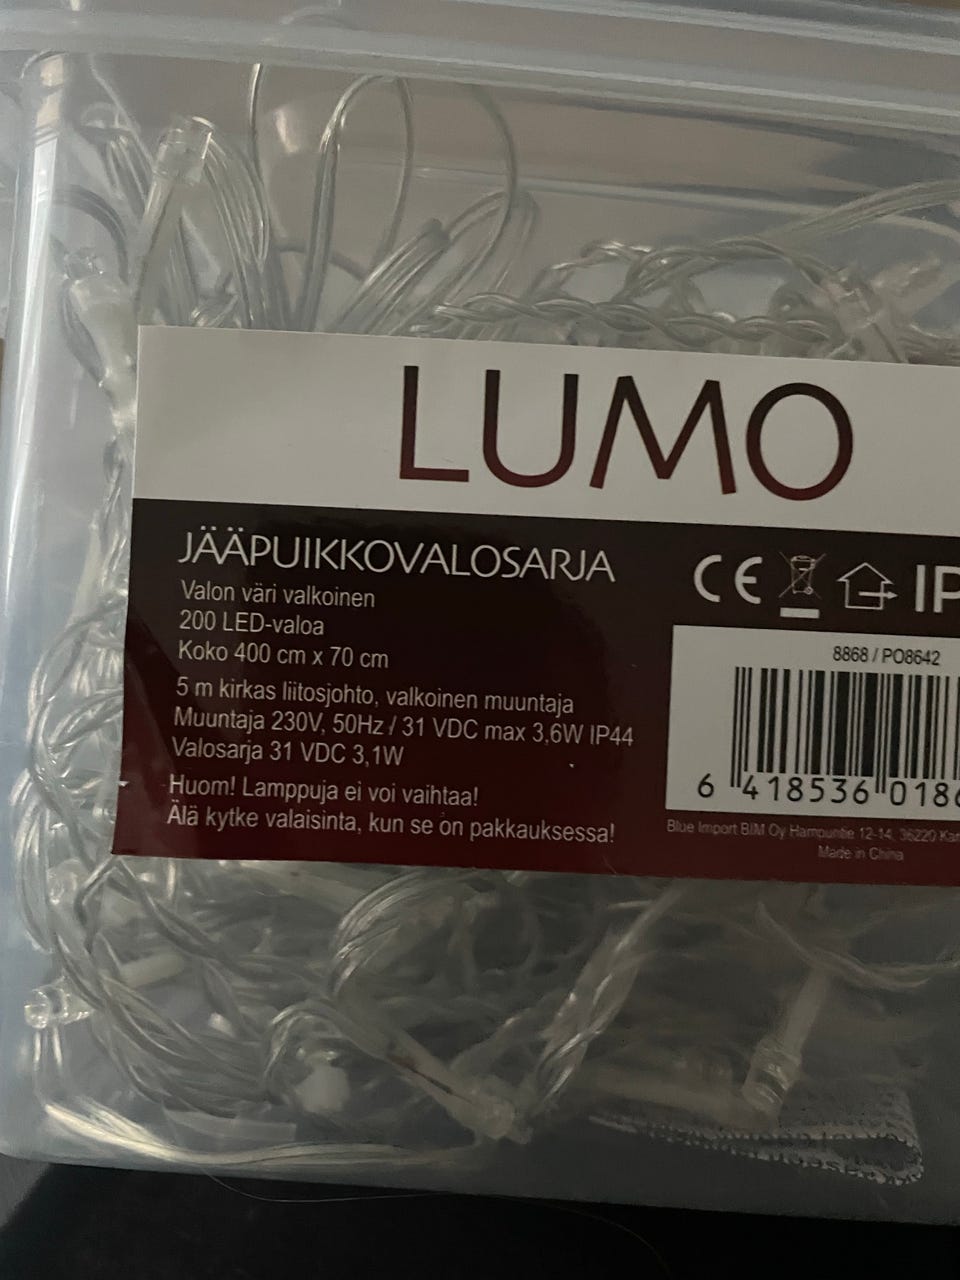 LUMO
JÄÄPUIKKOVALOSARJA
Valon väri valkoinen
200 LED-valoa
Koko 400 cm x 70 cm
5 m kirkas liitosjohto, valkoinen muuntaja
Muuntaja 230V, 50Hz / 31 VDC max 3,6W IP44
Valosarja 31 VDC 3,1W
Huom! Lamppuja ei voi vaihtaa!
Älä kytke valaisinta, kun se on pakkauksessa!
CE IP
8868 / PO8642
6 418536 018
Blue Import BIM Oy Hampuntie 12-14, 36220 Kan
Made in China